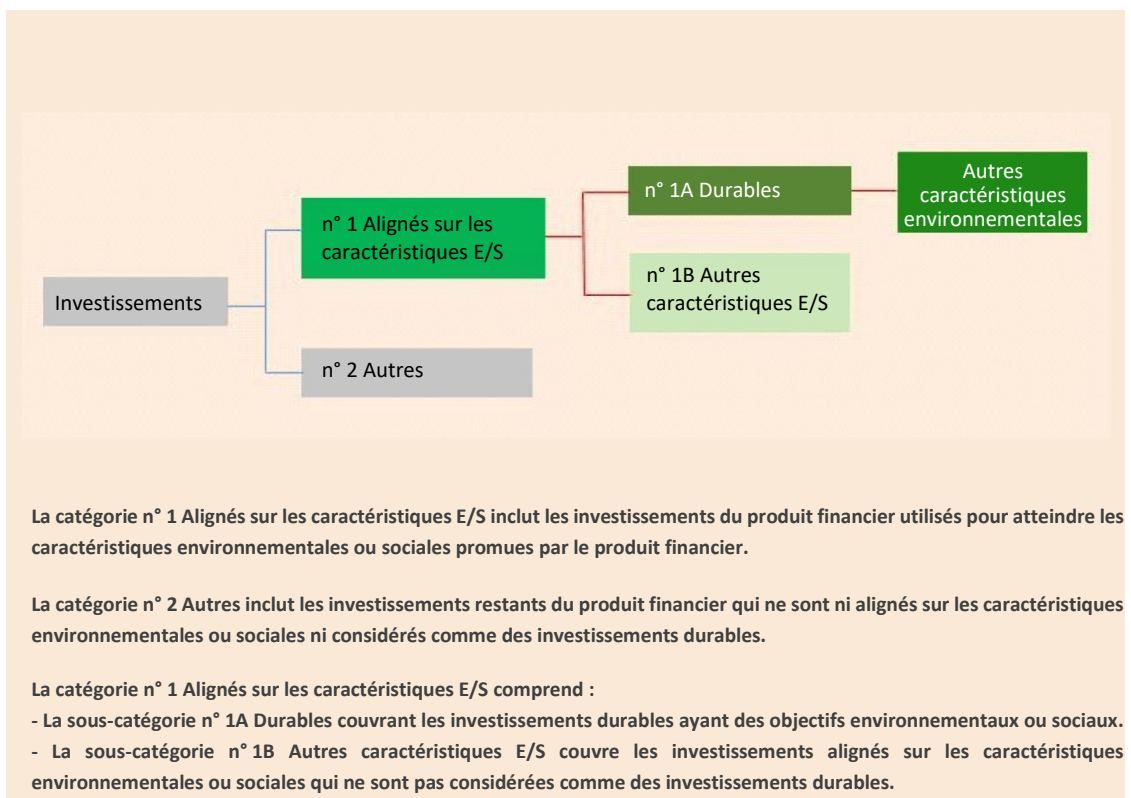 Autres
caractéristiques
environnementales
n° 1A Durables
n° 1 Alignés sur les
caractéristiques E/S
n° 1B Autres
caractéristiques E/S
Investissements
n° 2 Autres
La catégorie n° 1 Alignés sur les caractéristiques E/S inclut les investissements du produit financier utilisés pour atteindre les
caractéristiques environnementales ou sociales promues par le produit financier.
La catégorie n° 2 Autres inclut les investissements restants du produit financier qui ne sont ni alignés sur les caractéristiques
environnementales ou sociales ni considérés comme des investissements durables.
La catégorie n° 1 Alignés sur les caractéristiques E/S comprend :
- La sous-catégorie n° 1A Durables couvrant les investissements durables ayant des objectifs environnementaux ou sociaux.
- La sous-catégorie n° 1B Autres caractéristiques E/S couvre les investissements alignés sur les caractéristiques
environnementales ou sociales qui ne sont pas considérées comme des investissements durables.